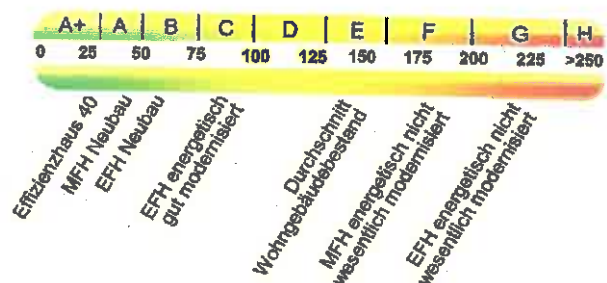 A+ A B C D E F G H
0 25 50 75 100 125 150 175 200 225 >250
Effizienzhaus 40
MFH Neubau
EFH Neubau
EFH energetisch
gut modernisiert
Durchschnitt
Wohngebäudebestand
MFH energetisch nicht
wesentlich modernisiert
EFH energetisch nicht
wesentlich modernisiert